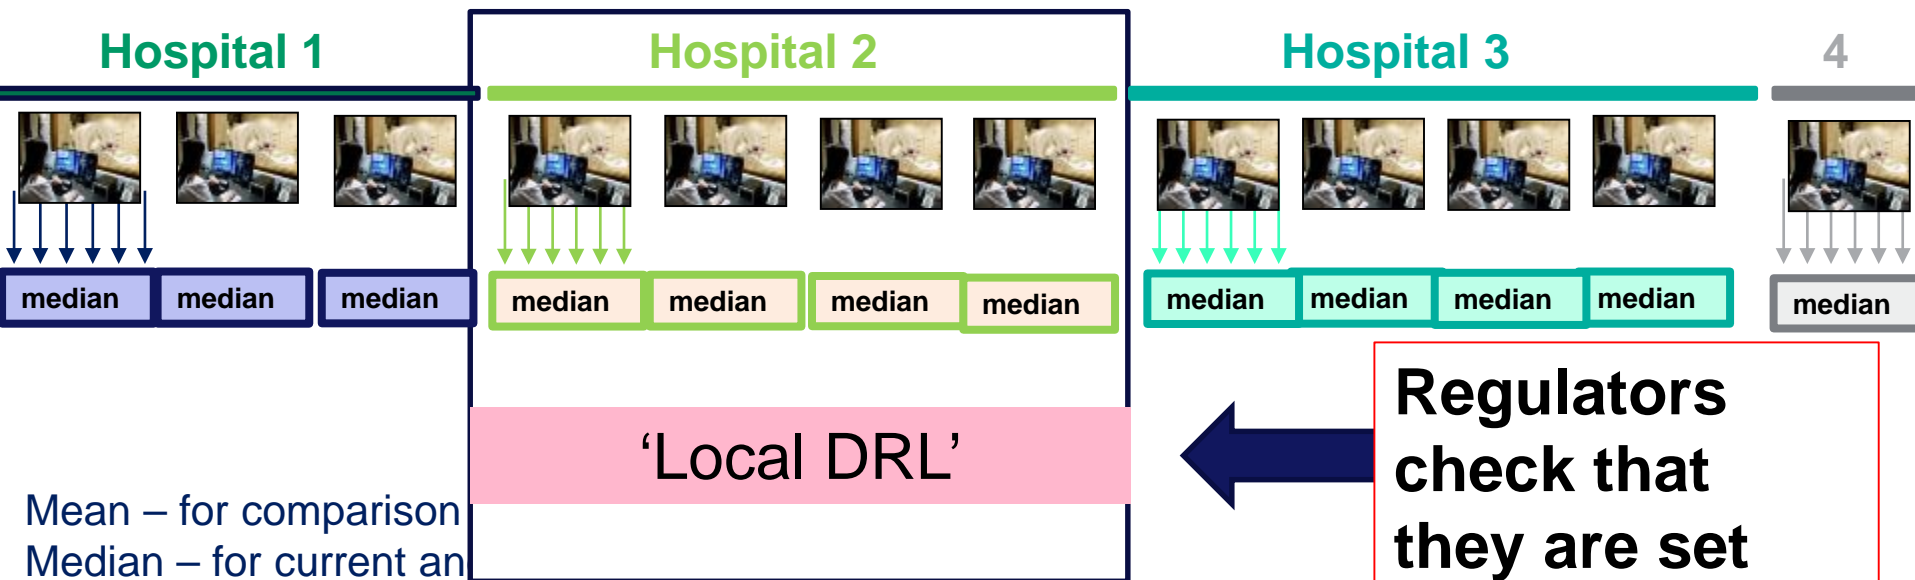 Hospital 1
Hospital 2
Hospital 3
4
median
median
median
median
median
median
median
median
median
median
median
median
‘Local DRL’
Regulators
check that
they are set
Mean – for comparison
Median – for current an